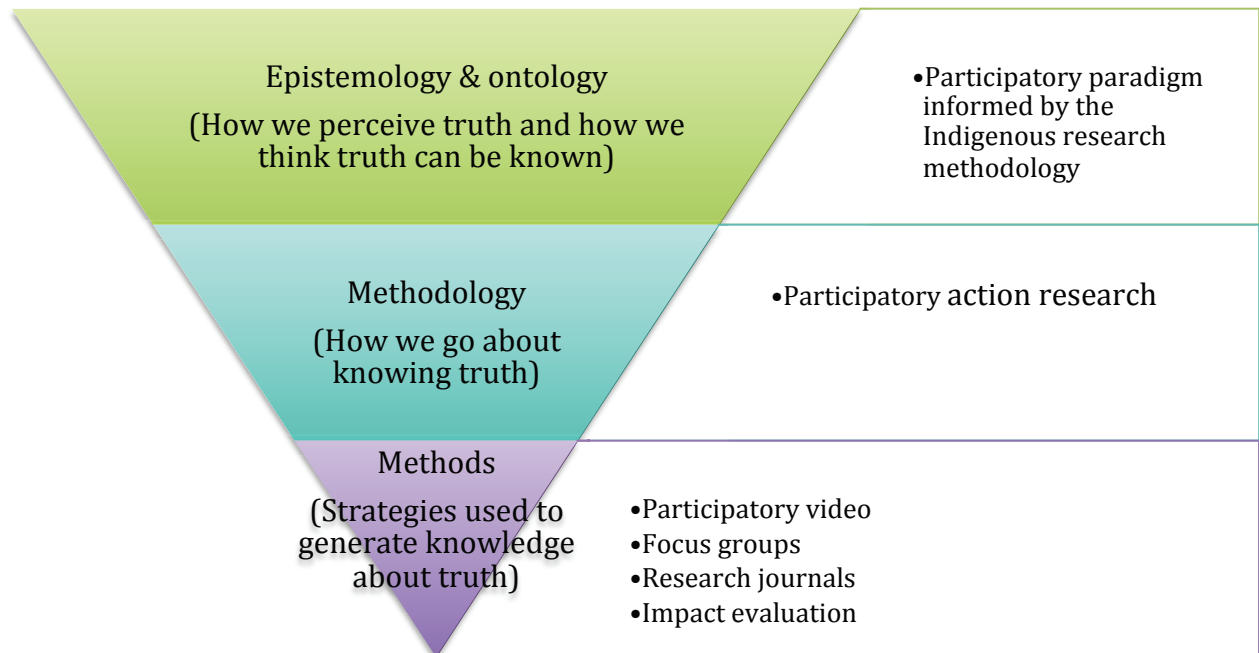 Epistemology & ontology
(How we perceive truth and how we
think truth can be known)
•Participatory paradigm
informed by the
Indigenous research
methodology
Methodology
(How we go about
knowing truth)
•Participatory action research
Methods
(Strategies used to
generate knowledge
about truth)
•Participatory video
•Focus groups
•Research journals
•Impact evaluation